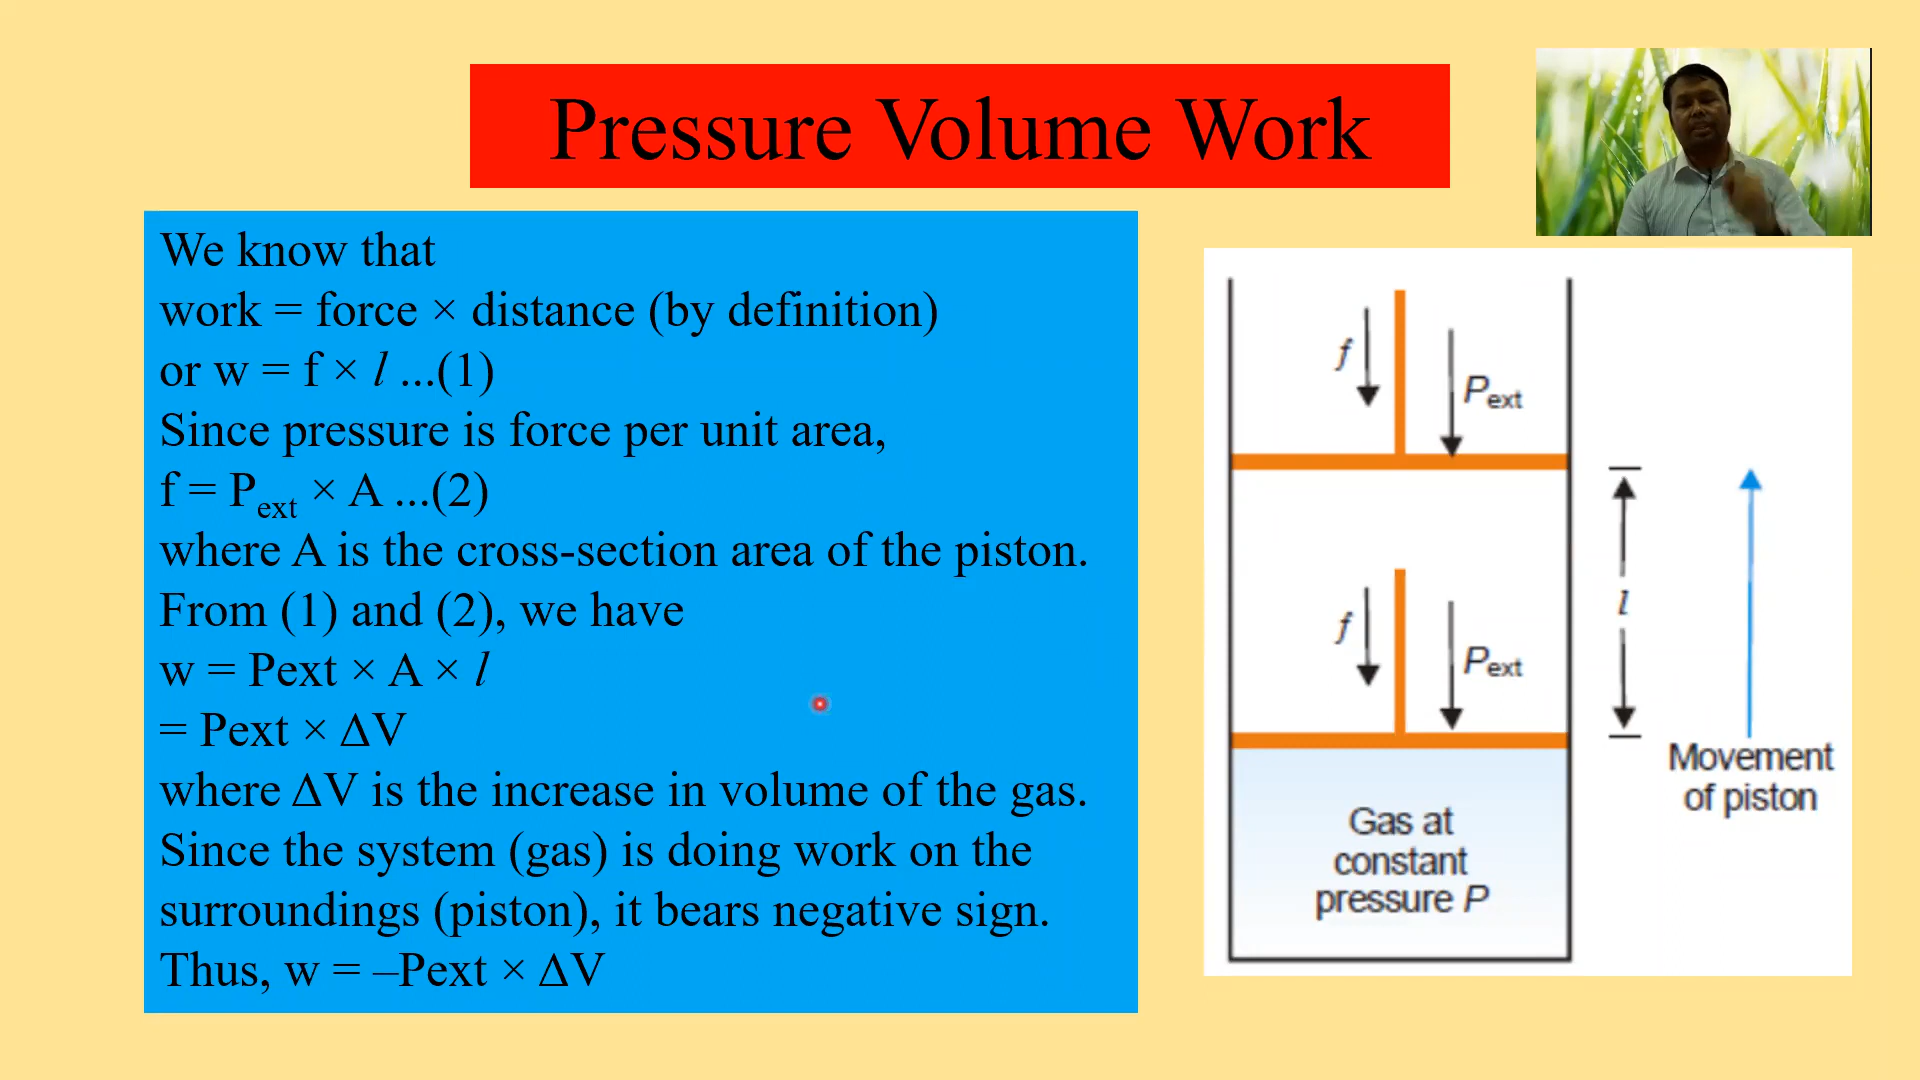 Pressure Volume Work
We know that
work = force × distance (by definition)
or w = f × l ...(1)
Since pressure is force per unit area,
f = Pext × A ...(2)
where A is the cross-section area of the piston.
From (1) and (2), we have
w = Pext × A × l
= Pext × ΔV
where ΔV is the increase in volume of the gas.
Since the system (gas) is doing work on the
surroundings (piston), it bears negative sign.
Thus, w = –Pext × ΔV
f
Pext
l
f
Pext
Movement
of piston
Gas at
constant
pressure P